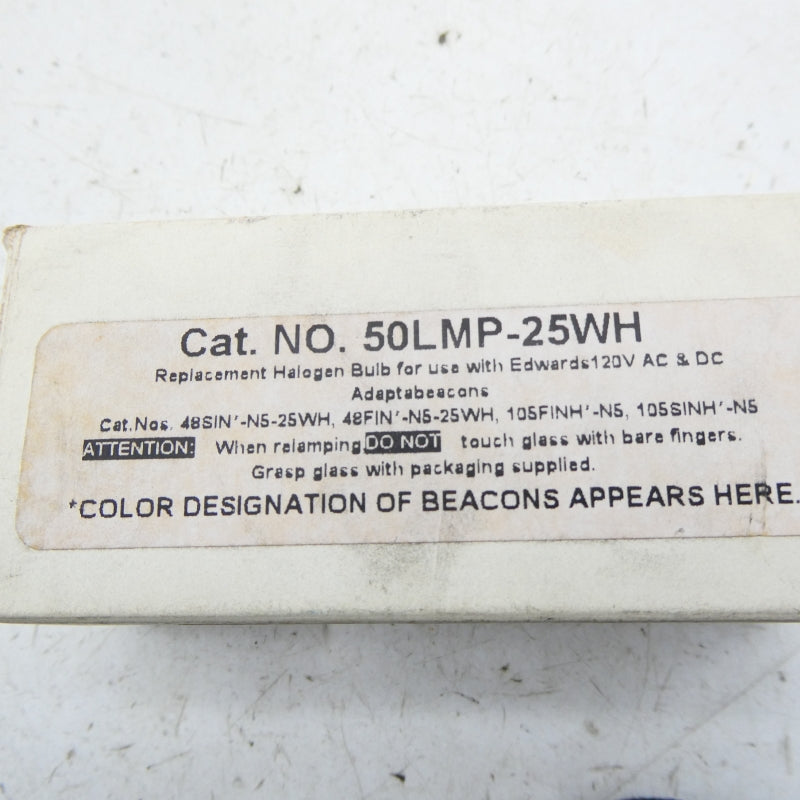 Cat. NO. 50LMP-25WH
Replacement Halogen Bulb for use with Edwards120V AC & DC
Adaptabeacons
Cat.Nos. 48SIN*-N5-25WH, 48FIN*-N5-25WH, 105FINH*-N5, 105SINH*-N5
ATTENTION: When relamping,DO NOT touch glass with bare fingers.
Grasp glass with packaging supplied.
*COLOR DESIGNATION OF BEACONS APPEARS HERE.